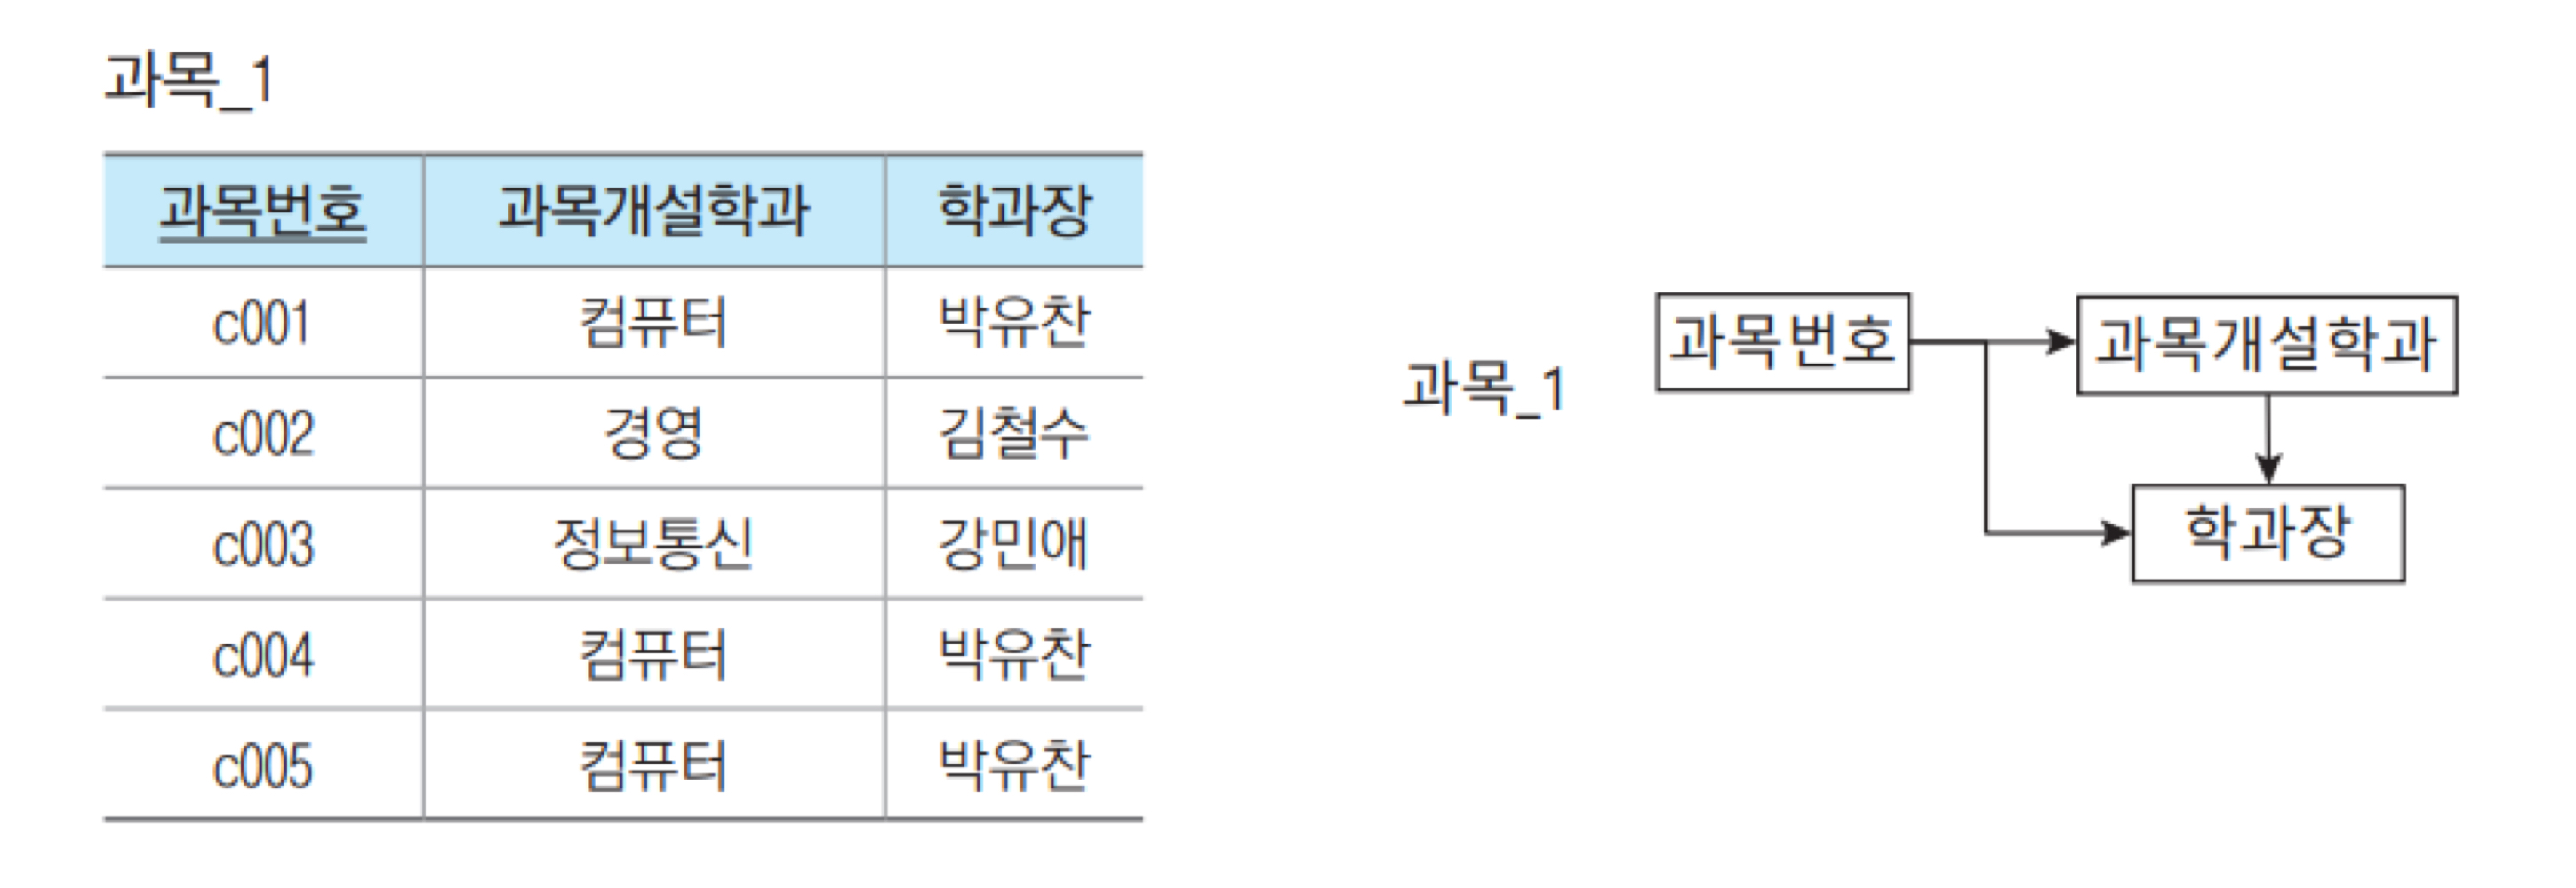 과목_1
과목번호 과목개설학과 학과장
c001 컴퓨터 박유찬
c002 경영 김철수
c003 정보통신 강민애
c004 컴퓨터 박유찬
c005 컴퓨터 박유찬
과목_1
과목번호
과목개설학과
학과장